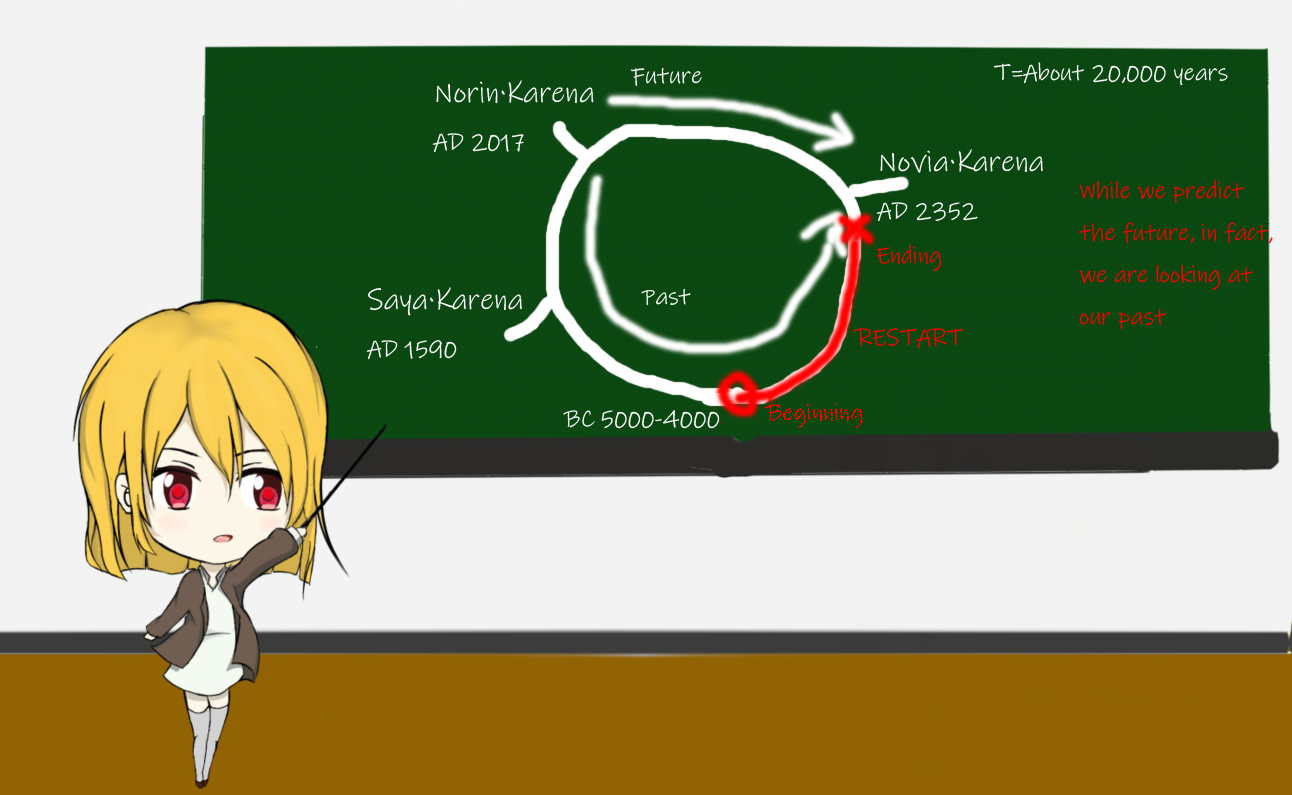 Future
T=About 20,000 years
Norin·Karena
AD 2017
Novia·Karena
AD 2352
While we predict
the future, in fact,
we are looking at
our past
Ending
Saya·Karena
AD 1590
Past
RESTART
BC 5000-4000
Beginning